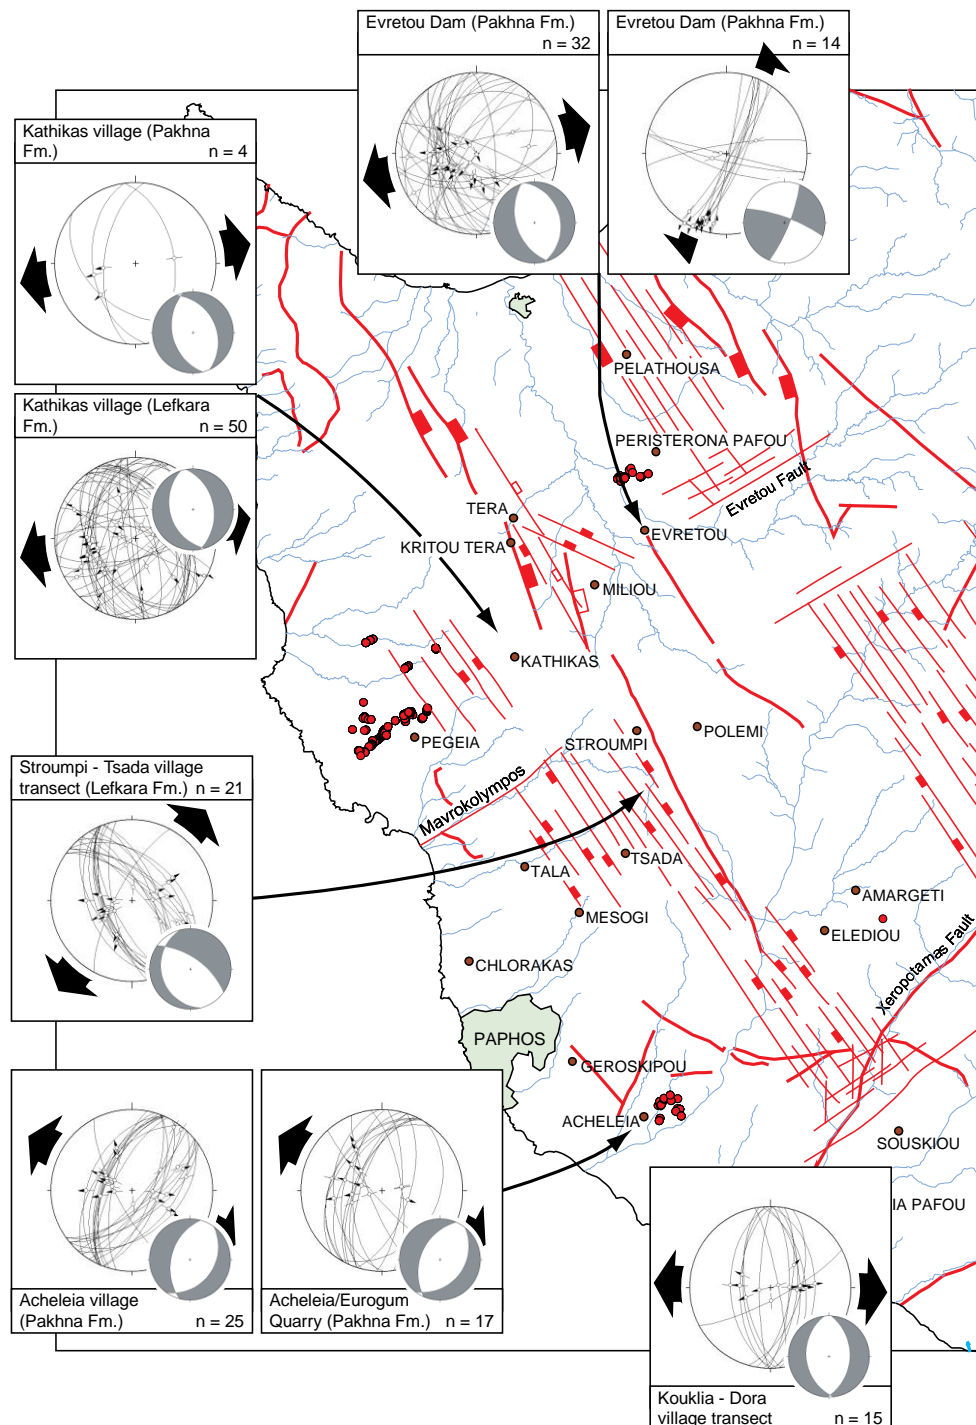 Evretou Dam (Pakhna Fm.)
n = 32
Evretou Dam (Pakhna Fm.)
n = 14
Kathikas village (Pakhna
Fm.)
n = 4
Kathikas village (Lefkara
Fm.)
n = 50
PELATHOUSA
PERISTERONA PAFOU
Evretou Fault
TERA
EVRETOU
KRITOU TERA
MILIOU
KATHIKAS
PEGEIA
STROUMPI
POLEMI
Stroumpi - Tsada village
transect (Lefkara Fm.) n = 21
Mavrokolympos
TALA
TSADA
MESOGI
AMARGETI
ELEDIOU
CHLORAKAS
Xeropotamas Fault
PAPHOS
GEROSKIPOU
ACHELEIA
SOUSKIOU
IA PAFOU
Acheleia village
(Pakhna Fm.)
n = 25
Acheleia/Eurogum
Quarry (Pakhna Fm.) n = 17
Kouklia - Dora
village transect
n = 15